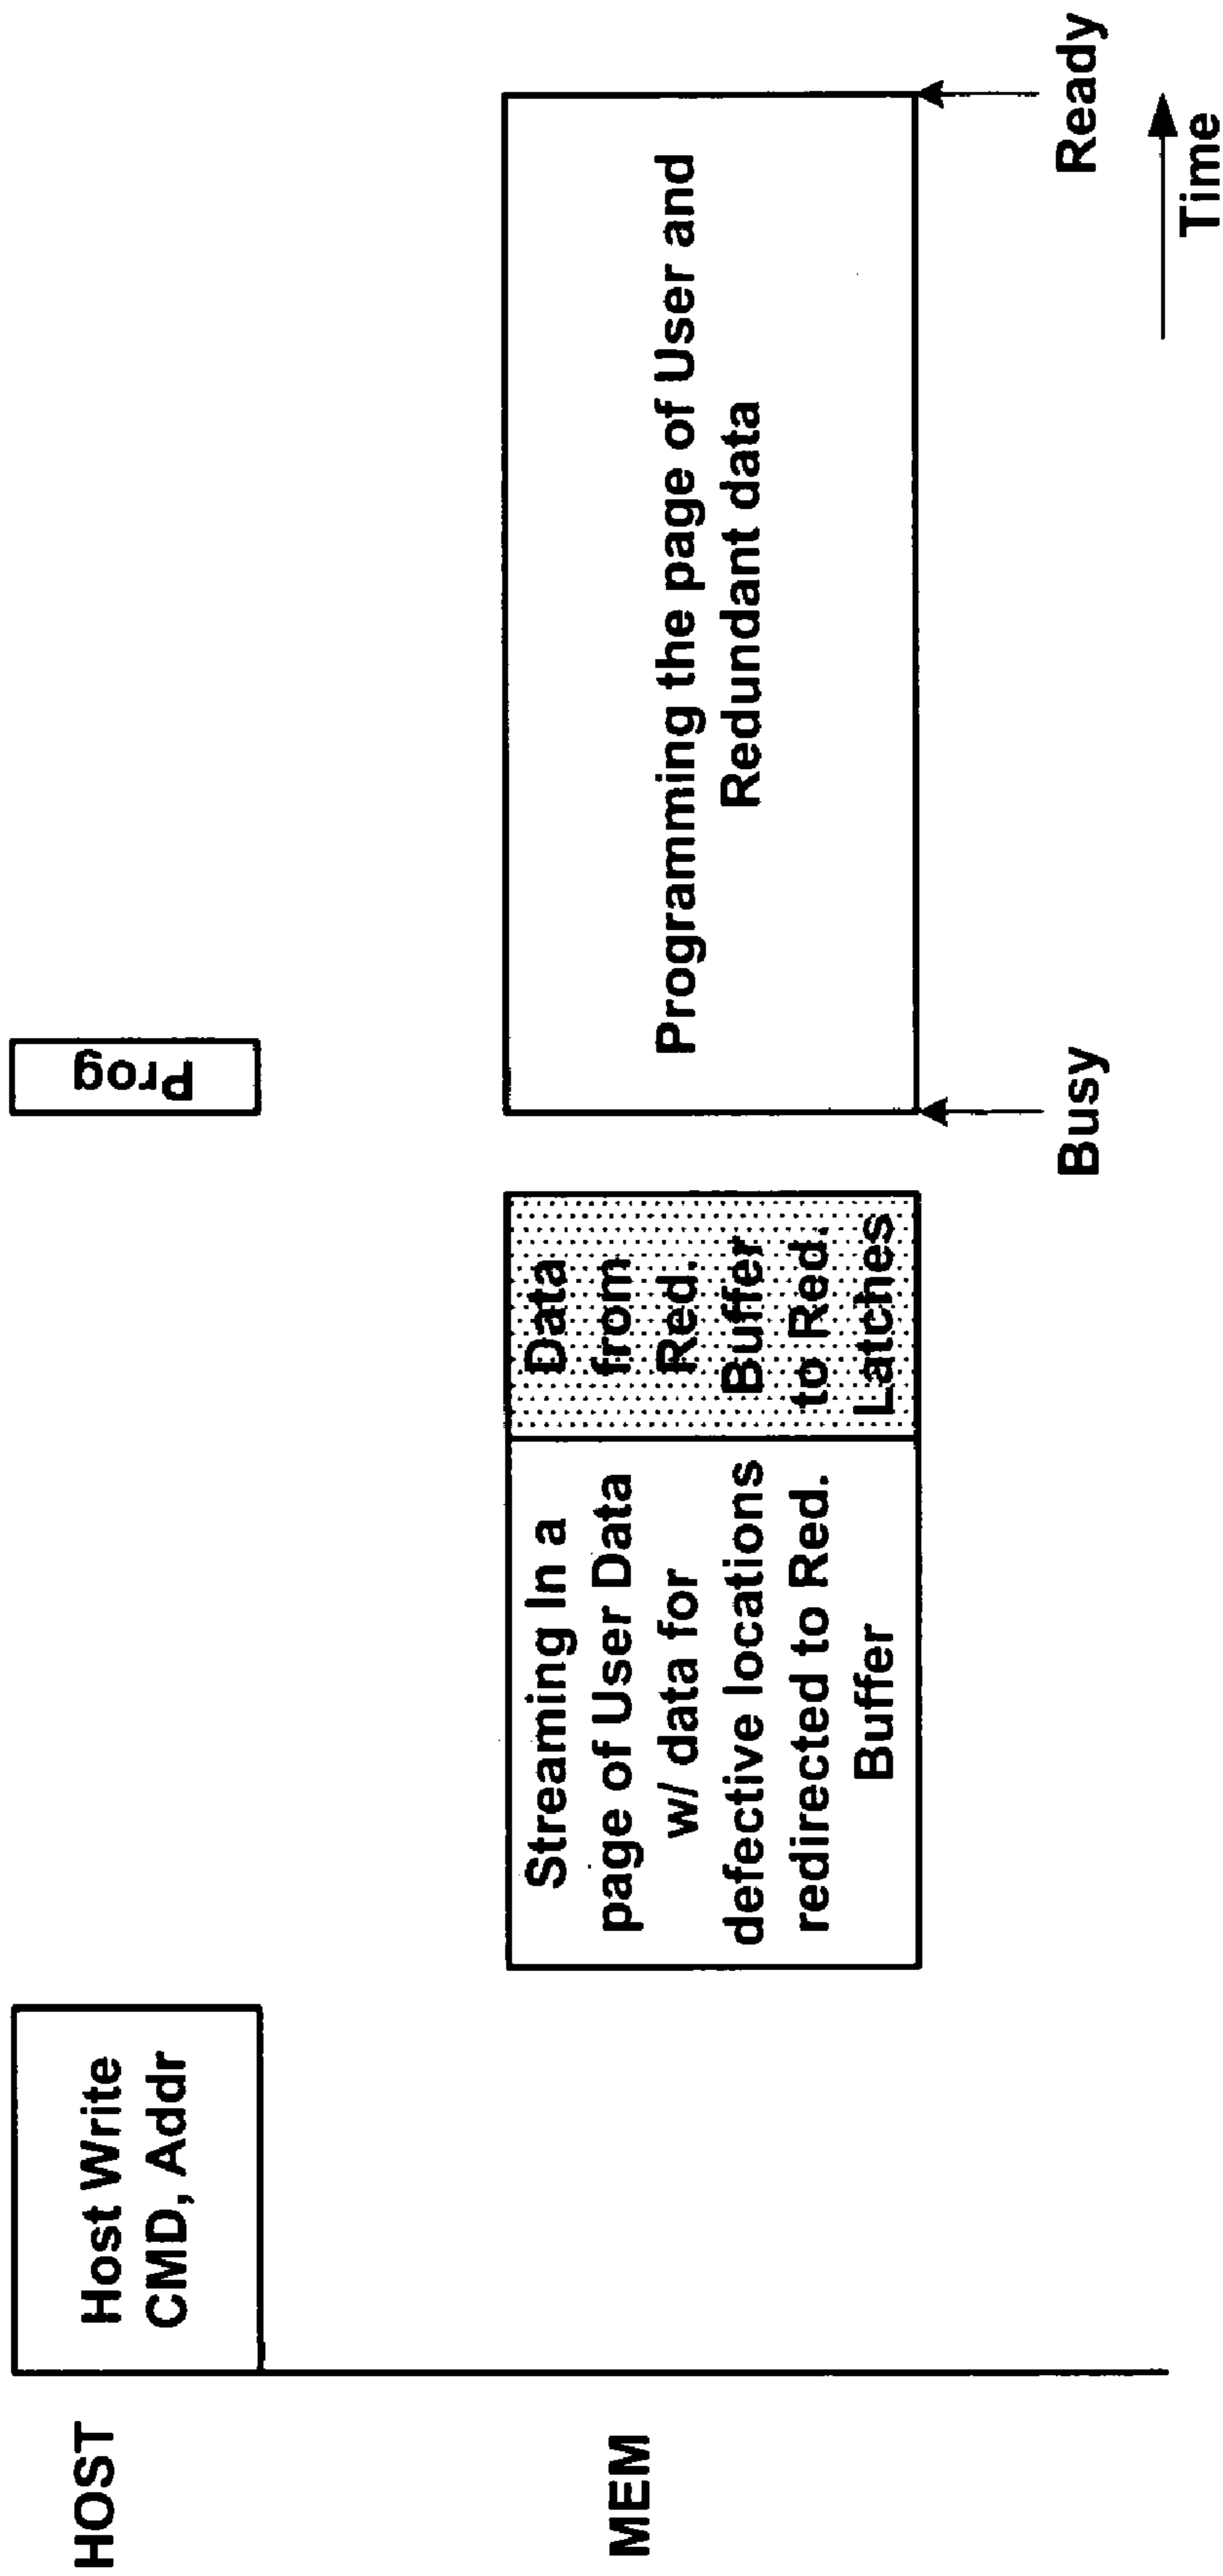 HOST
Host Write
CMD, Addr
Prog
MEM
Streaming In a
page of User Data
w/ data for
defective locations
redirected to Red.
Buffer
Data
from
Red.
Buffer
to Red.
Latches
Programming the page of User and
Redundant data
Busy
Ready
Time